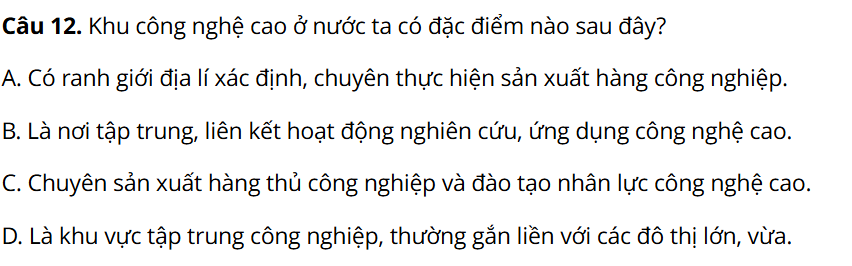 Câu 12. Khu công nghệ cao ở nước ta có đặc điểm nào sau đây?
A. Có ranh giới địa lí xác định, chuyên thực hiện sản xuất hàng công nghiệp.
B. Là nơi tập trung, liên kết hoạt động nghiên cứu, ứng dụng công nghệ cao.
C. Chuyên sản xuất hàng thủ công nghiệp và đào tạo nhân lực công nghệ cao.
D. Là khu vực tập trung công nghiệp, thường gắn liền với các đô thị lớn, vừa.